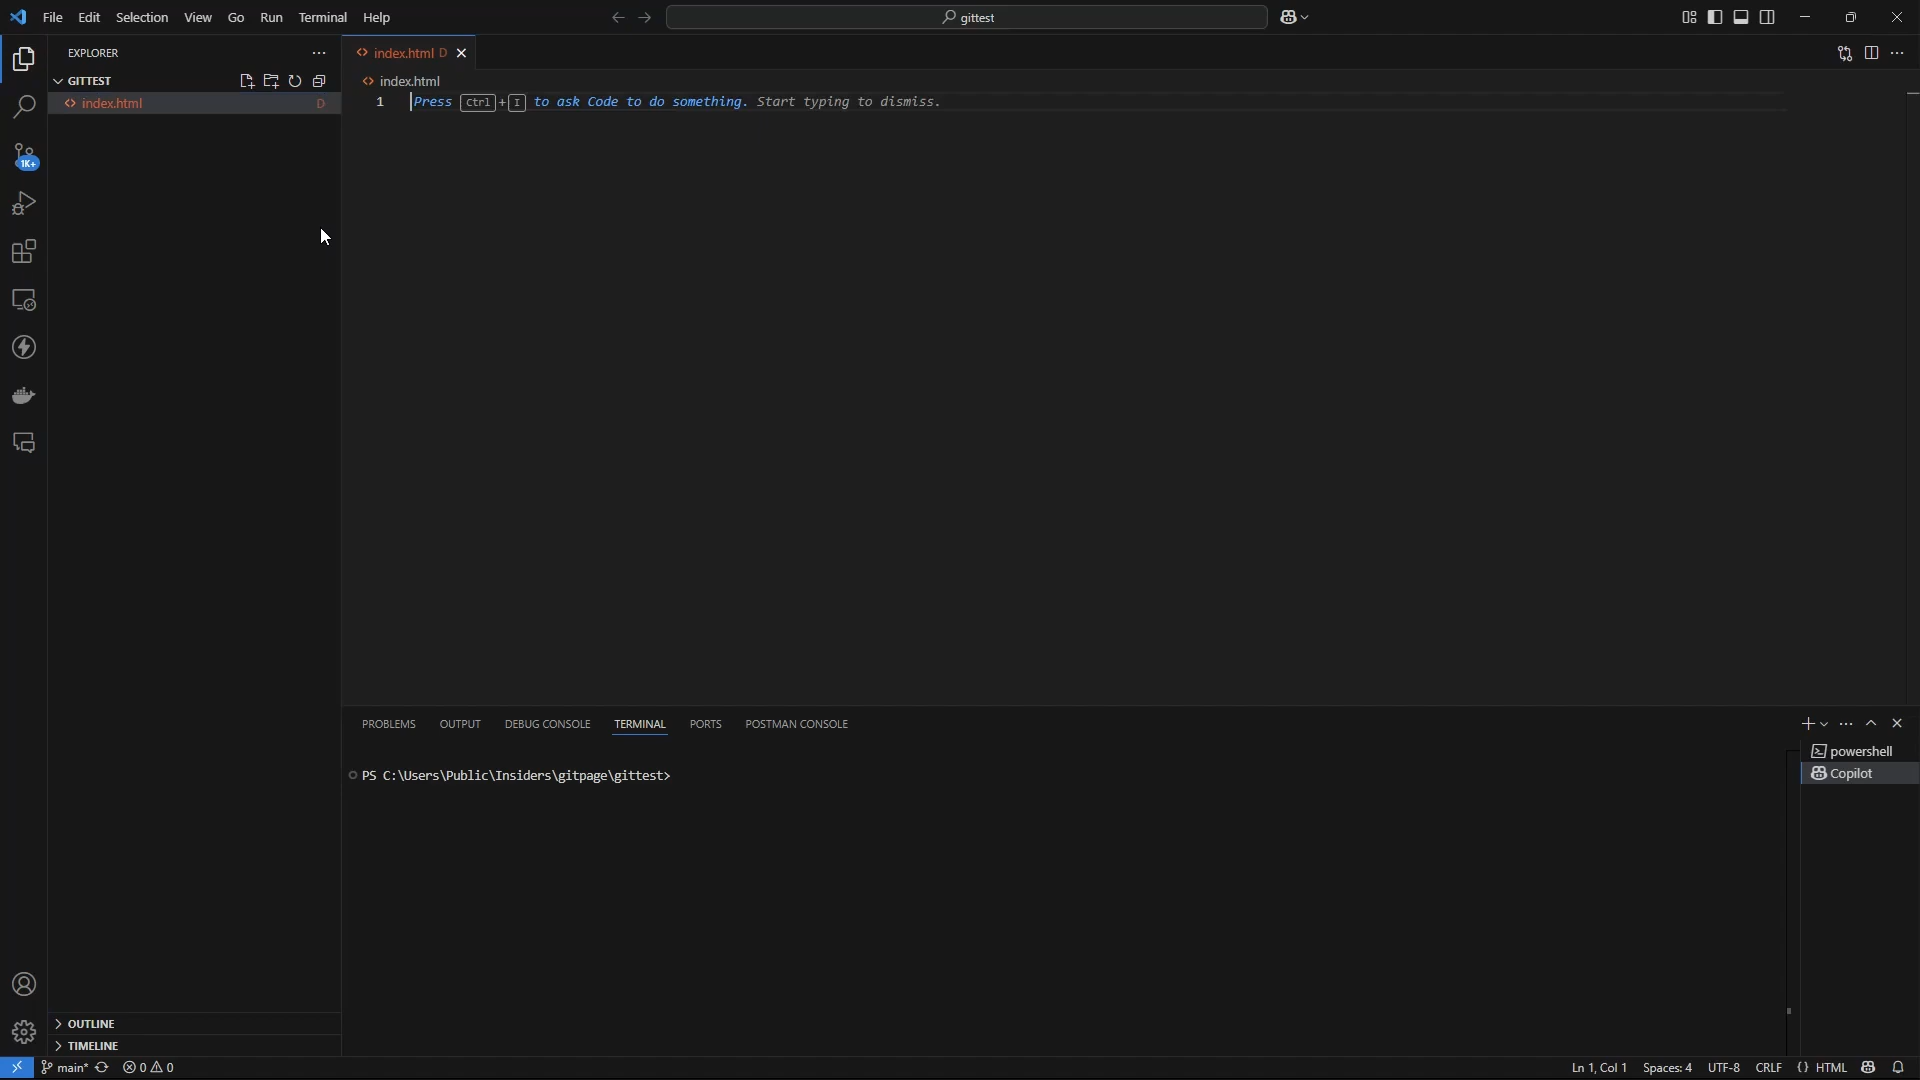 File Edit Selection View Go Run Terminal Help
gittest
EXPLORER
index.html D
GITTEST
index.html
index.html D
1 Press Ctrl + I to ask Code to do something. Start typing to dismiss.
1K+
PROBLEMS OUTPUT DEBUG CONSOLE TERMINAL PORTS POSTMAN CONSOLE
powershell
Copilot
PS C:\Users\Public\Insiders\gitpage\gittest>
OUTLINE
TIMELINE
main* 0 0 Ln 1, Col 1 Spaces: 4 UTF-8 CRLF {} HTML